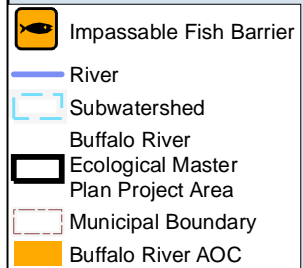 Impassable Fish Barrier
River
Subwatershed
Buffalo River
Ecological Master
Plan Project Area
Municipal Boundary
Buffalo River AOC